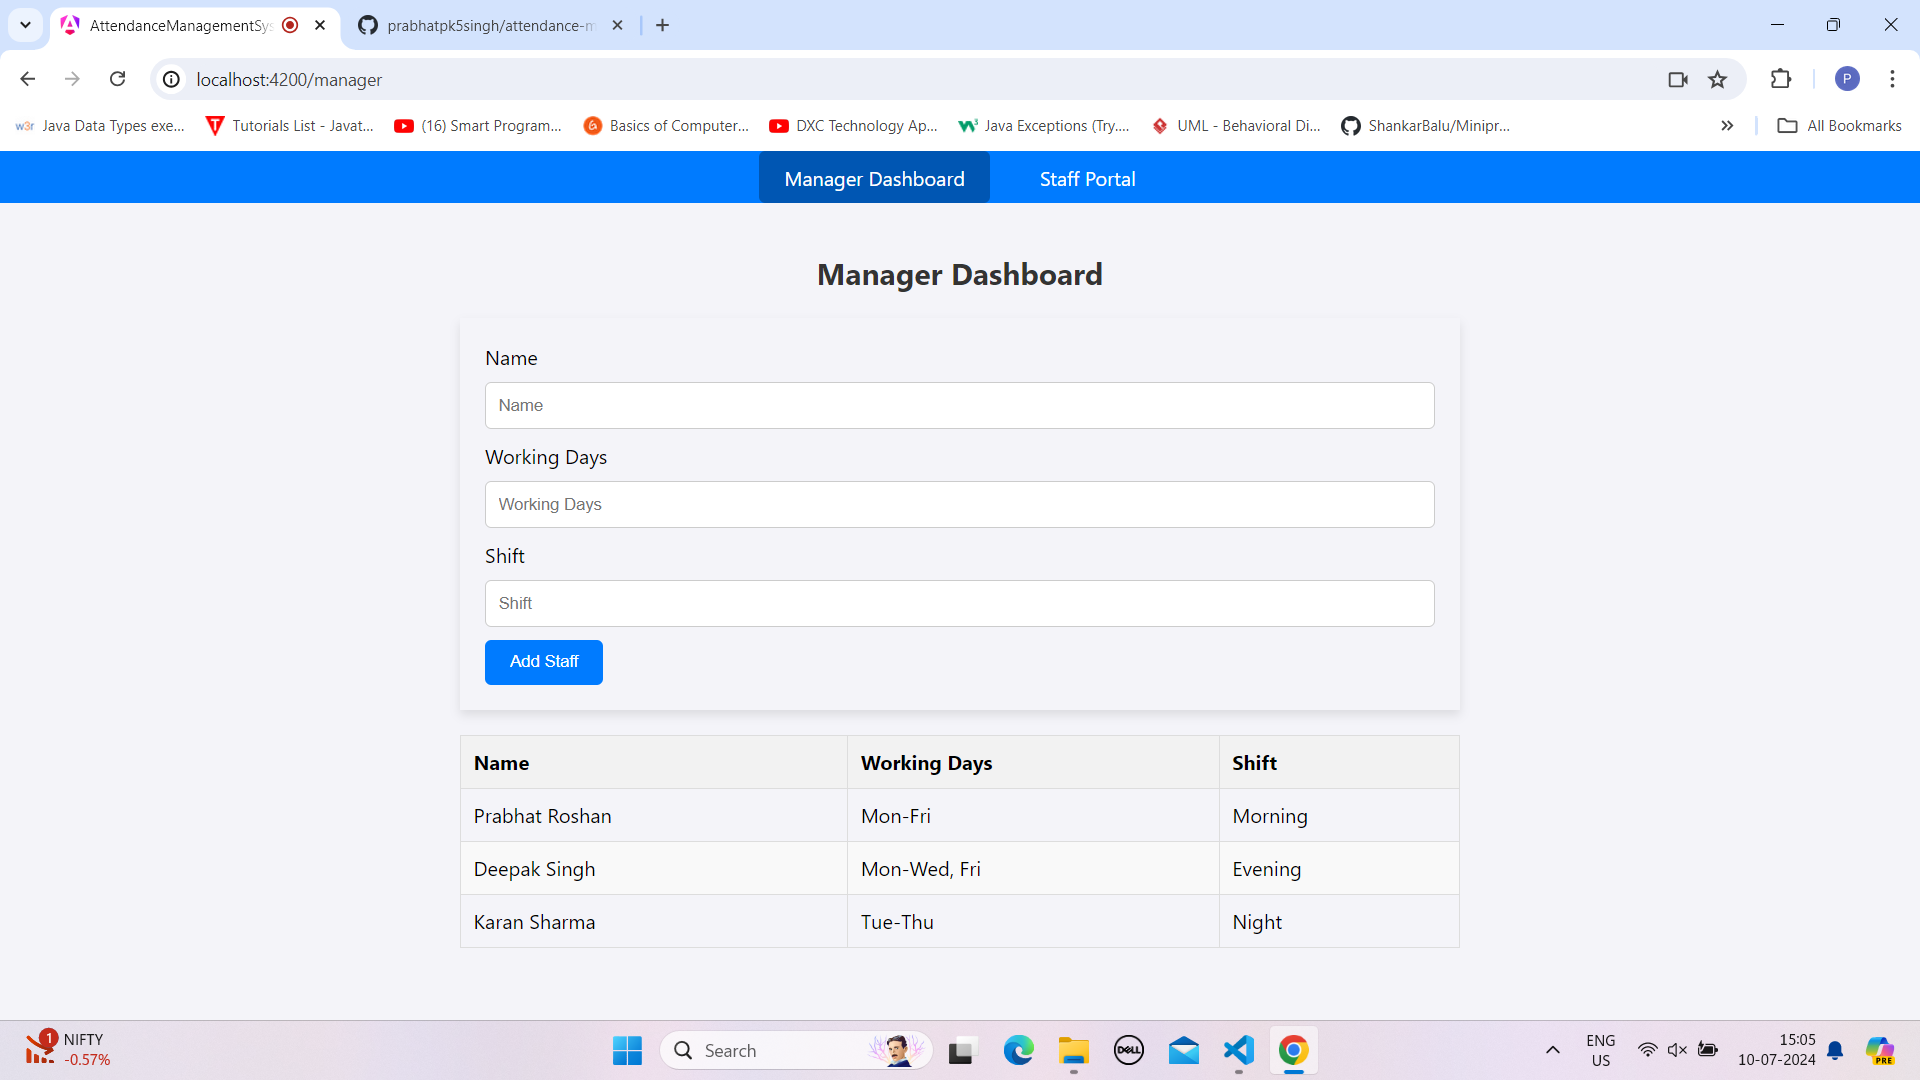 AttendanceManagementSys
prabhatpk5singh/attendance-m
localhost:4200/manager
P
w3r Java Data Types exe...
Tutorials List - Javat...
(16) Smart Program...
Basics of Computer...
DXC Technology Ap...
Java Exceptions (Try....
UML - Behavioral Di...
ShankarBalu/Minipr...
All Bookmarks
Manager Dashboard
Staff Portal
Manager Dashboard
Name
Name
Working Days
Working Days
Shift
Shift
Add Staff
Name Working Days Shift
Prabhat Roshan Mon-Fri Morning
Deepak Singh Mon-Wed, Fri Evening
Karan Sharma Tue-Thu Night
1
NIFTY
-0.57%
Search
DELL
ENG
US
15:05
10-07-2024
PRE